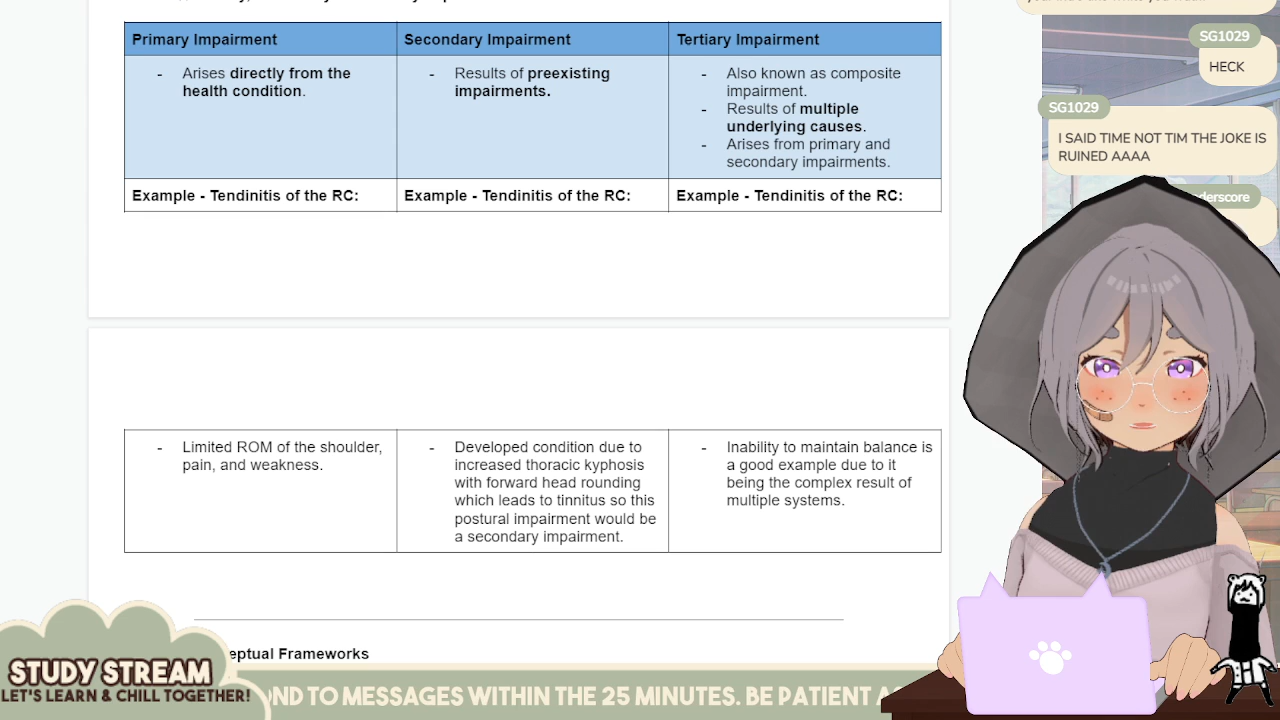 Primary Impairment
Secondary Impairment
Tertiary Impairment
- Arises directly from the
health condition.
- Results of preexisting
impairments.
- Also known as composite
impairment.
- Results of multiple
underlying causes.
- Arises from primary and
secondary impairments.
Example - Tendinitis of the RC:
Example - Tendinitis of the RC:
Example - Tendinitis of the RC:
- Limited ROM of the shoulder,
pain, and weakness.
- Developed condition due to
increased thoracic kyphosis
with forward head rounding
which leads to tinnitus so this
postural impairment would be
a secondary impairment.
- Inability to maintain balance is
a good example due to it
being the complex result of
multiple systems.
eptual Frameworks
SG1029
HECK
SG1029
I SAID TIME NOT TIM THE JOKE IS
RUINED AAAA
derscore
STUDY STREAM
LET'S LEARN & CHILL TOGETHER!
ND TO MESSAGES WITHIN THE 25 MINUTES. BE PATIENT